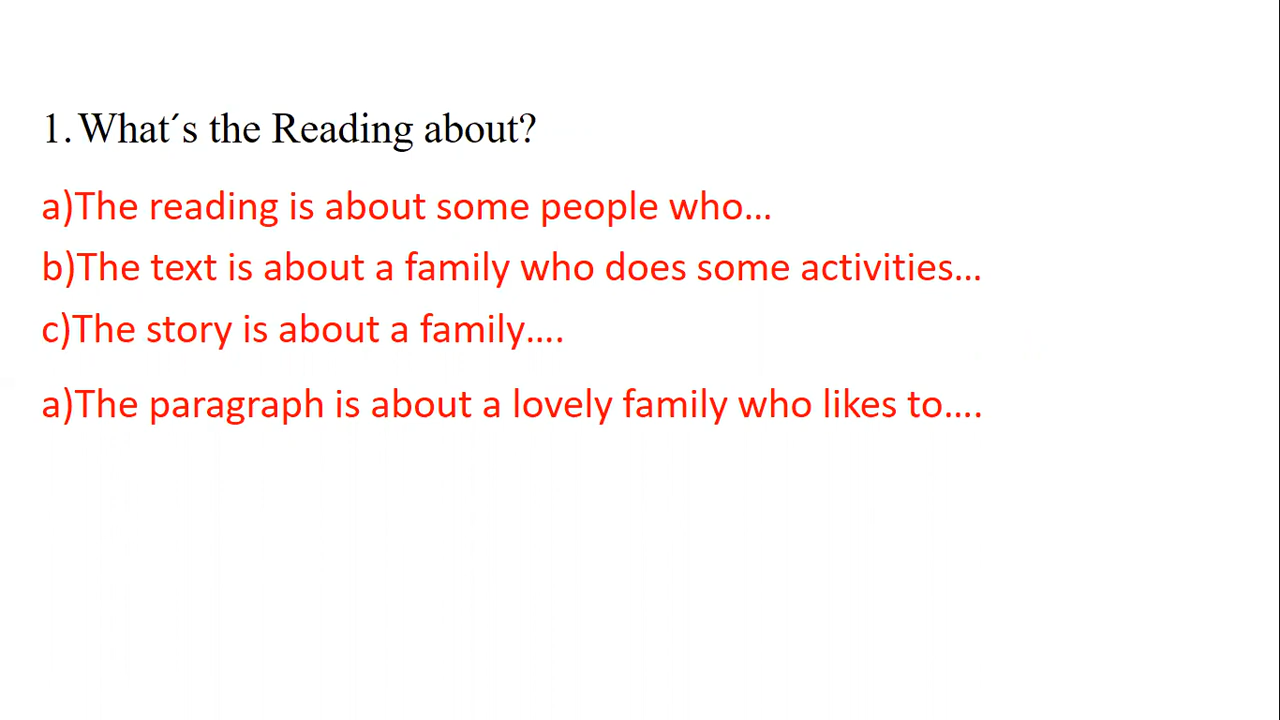 1. What´s the Reading about?
a)The reading is about some people who...
b)The text is about a family who does some activities...
c)The story is about a family....
a)The paragraph is about a lovely family who likes to....